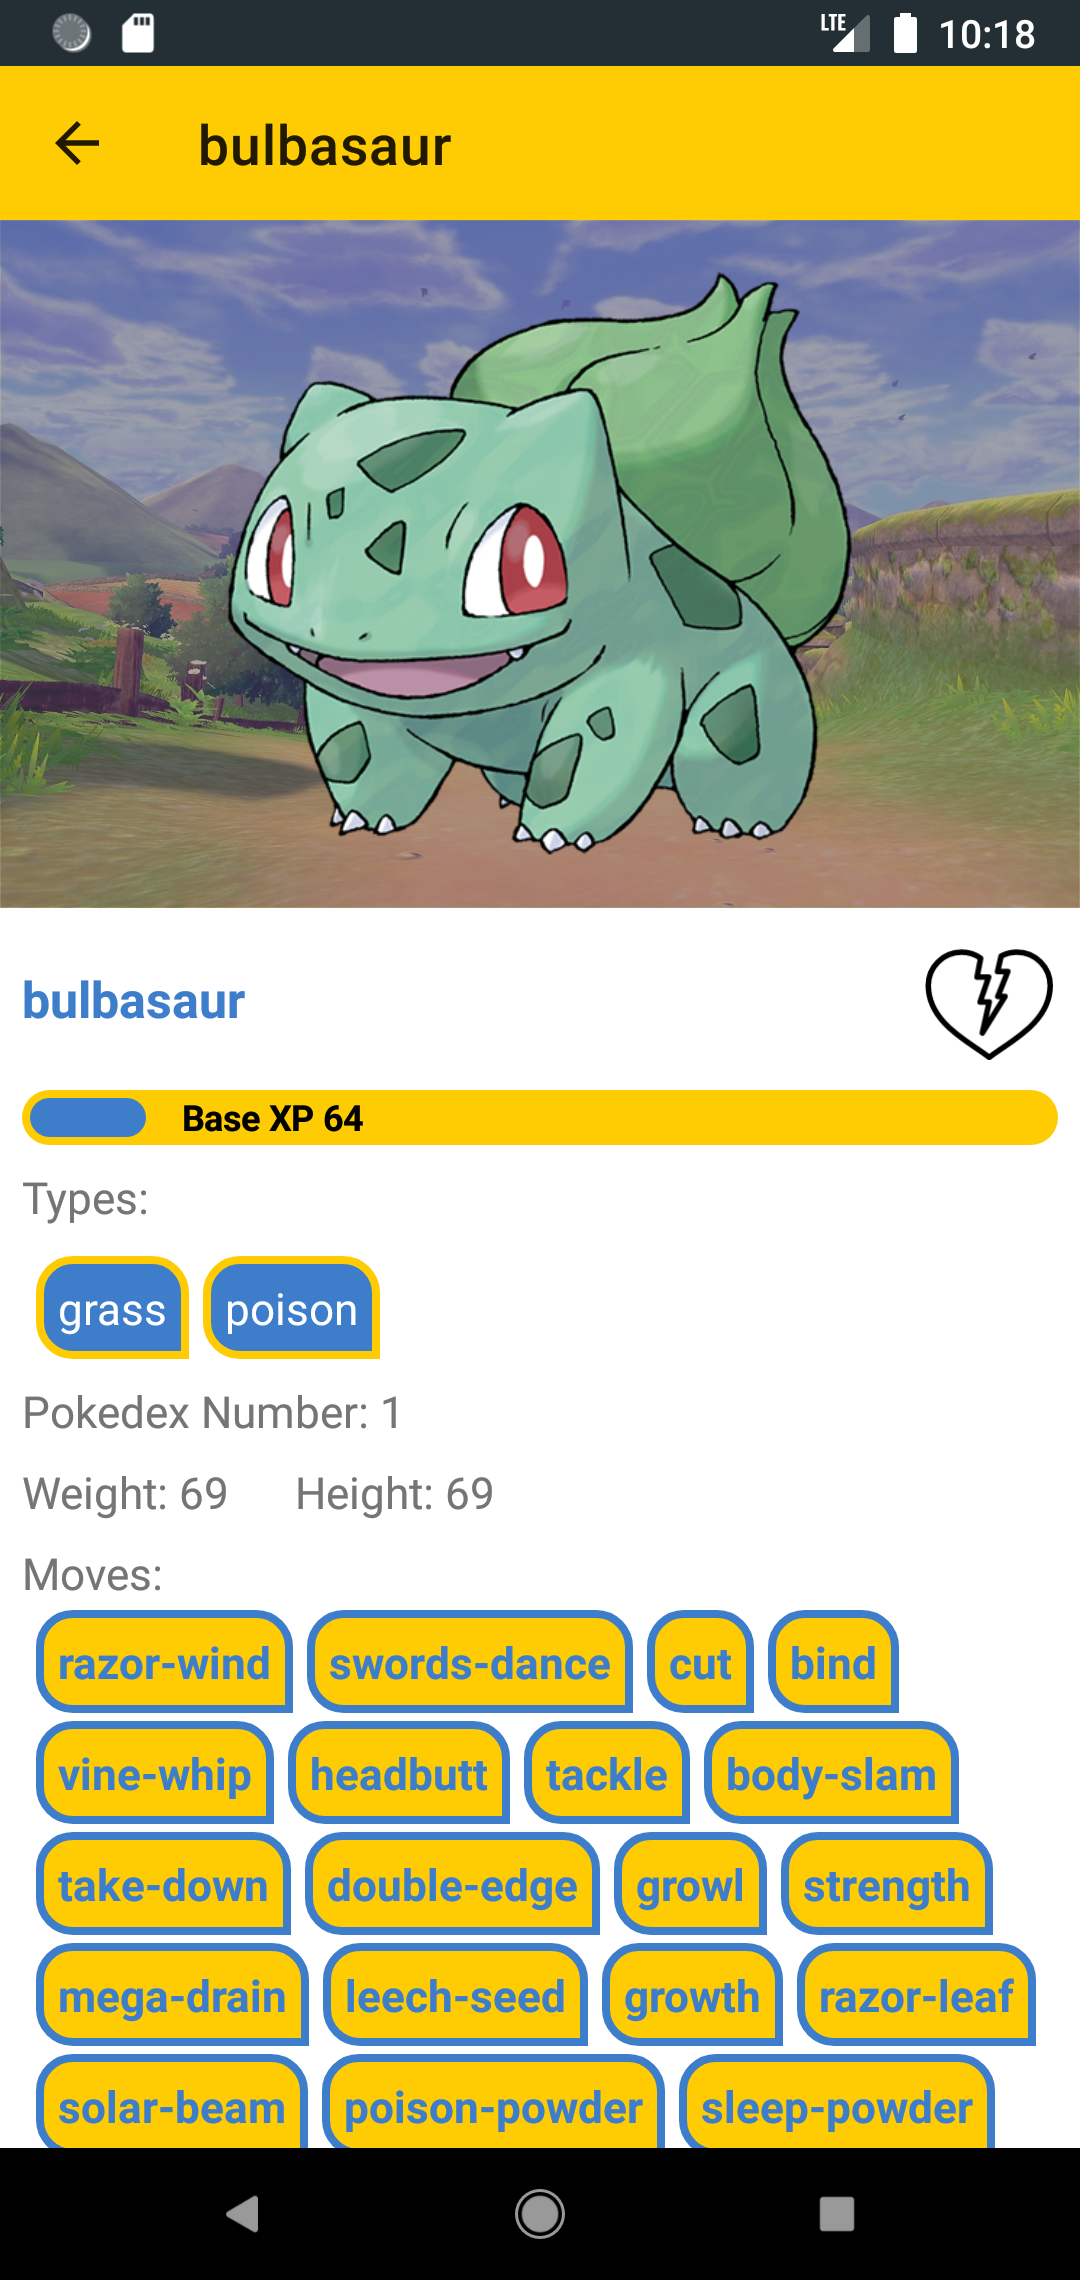 LTE 10:18
bulbasaur
bulbasaur
Base XP 64
Types:
grass poison
Pokedex Number: 1
Weight: 69 Height: 69
Moves:
razor-wind swords-dance cut bind
vine-whip headbutt tackle body-slam
take-down double-edge growl strength
mega-drain leech-seed growth razor-leaf
solar-beam poison-powder sleep-powder